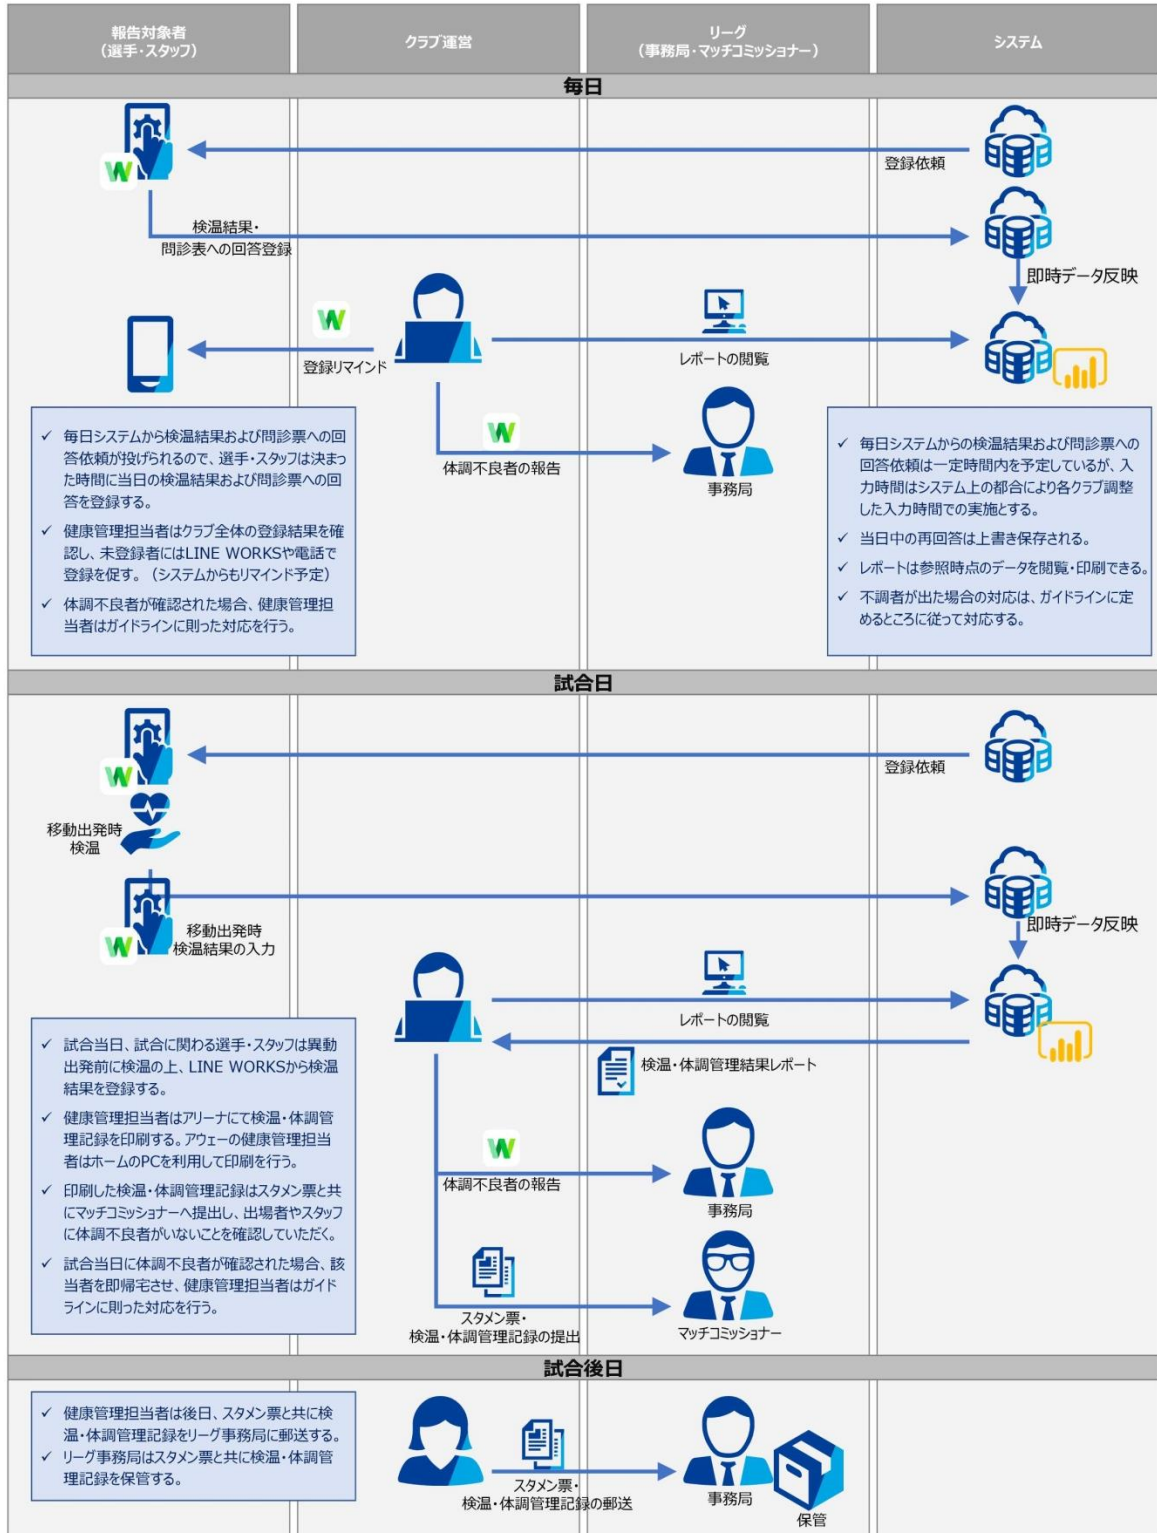 報告対象者
(選手・スタッフ)
クラブ運営
リーグ
(事務局・マッチコミッショナー)
システム
毎日
登録依頼
検温結果・
問診表への回答登録
即時データ反映
登録リマインド
レポートの閲覧
体調不良者の報告
事務局
✓ 毎日システムから検温結果および問診票への回
答依頼が投げられるので、選手・スタッフは決まっ
た時間に当日の検温結果および問診票への回
答を登録する。
✓ 健康管理担当者はクラブ全体の登録結果を確
認し、未登録者にはLINE WORKSや電話で
登録を促す。（システムからもリマインド予定）
✓ 体調不良者が確認された場合、健康管理担
当者はガイドラインに則った対応を行う。
✓ 毎日システムからの検温結果および問診票への
回答依頼は一定時間内を予定しているが、入
力時間はシステム上の都合により各クラブ調整
した入力時間での実施とする。
✓ 当日中の再回答は上書き保存される。
✓ レポートは参照時点のデータを閲覧・印刷できる。
✓ 不調者が出た場合の対応は、ガイドラインに定
めるところに従って対応する。
試合日
登録依頼
移動出発時
検温
移動出発時
検温結果の入力
即時データ反映
レポートの閲覧
検温・体調管理結果レポート
体調不良者の報告
事務局
スタメン票・
検温・体調管理記録の提出
マッチコミッショナー
✓ 試合当日、試合に関わる選手・スタッフは異動
出発前に検温の上、LINE WORKSから検温
結果を登録する。
✓ 健康管理担当者はアリーナにて検温・体調管
理記録を印刷する。アウェーの健康管理担当
者はホームのPCを利用して印刷を行う。
✓ 印刷した検温・体調管理記録はスタメン票と共
にマッチコミッショナーへ提出し、出場者やスタッフ
に体調不良者がいないことを確認していただく。
✓ 試合当日に体調不良者が確認された場合、該
当者を即帰宅させ、健康管理担当者はガイド
ラインに則った対応を行う。
試合後日
✓ 健康管理担当者は後日、スタメン票と共に検
温・体調管理記録をリーグ事務局に郵送する。
✓ リーグ事務局はスタメン票と共に検温・体調管
理記録を保管する。
スタメン票・
検温・体調管理記録の郵送
事務局
保管